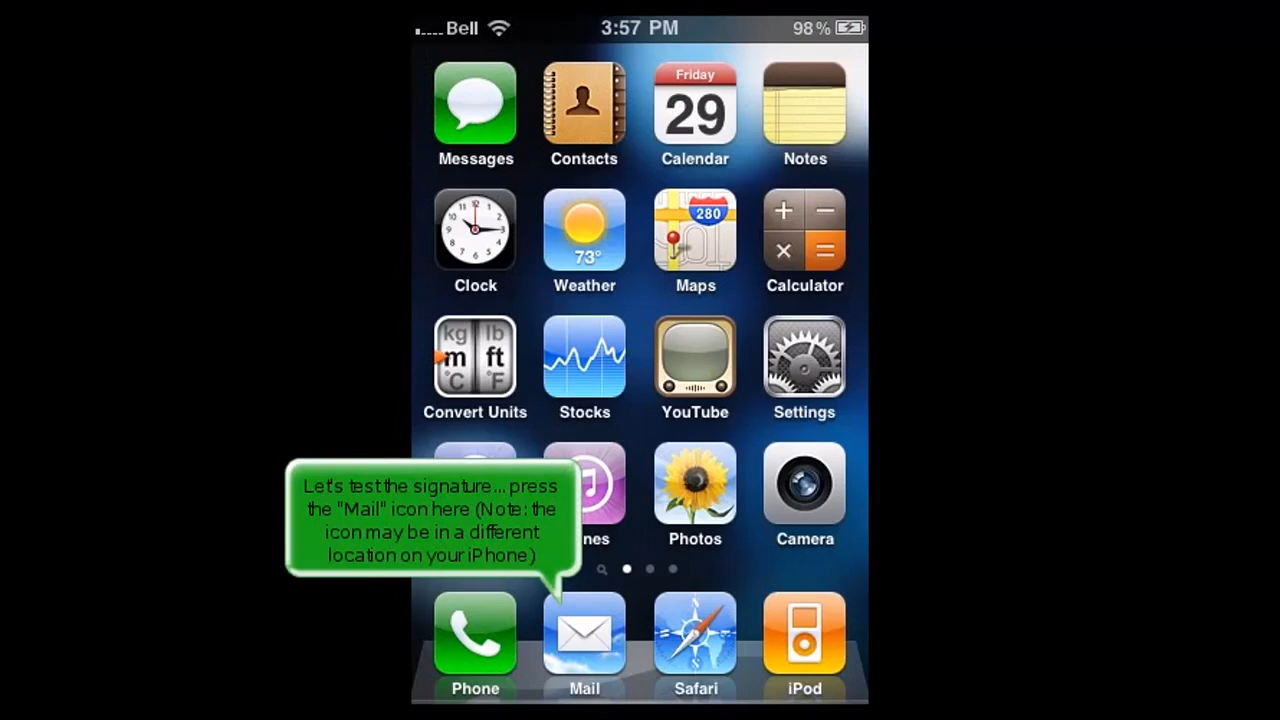 Bell 3:57 PM 98%
Friday
29
Messages Contacts Calendar Notes
280
73°
Clock Weather Maps Calculator
kg lb
m ft
°C °F
Convert Units Stocks YouTube Settings
Let's test the signature... press
the "Mail" icon here (Note: the
icon may be in a different
location on your iPhone)
Photos Camera
Phone Mail Safari iPod